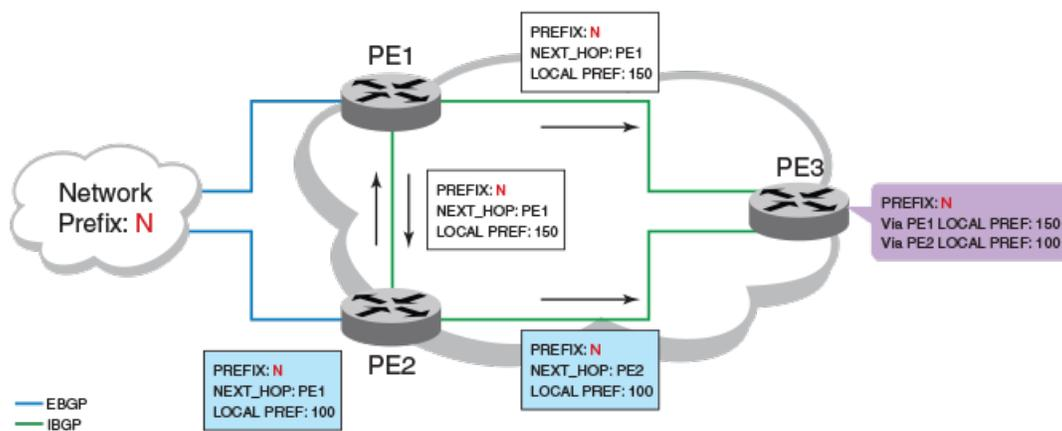 PREFIX: N
NEXT_HOP: PE1
LOCAL PREF: 150
PE1
Network
Prefix: N
PREFIX: N
NEXT_HOP: PE1
LOCAL PREF: 150
PE3
PREFIX: N
Via PE1 LOCAL PREF: 150
Via PE2 LOCAL PREF: 100
PE2
PREFIX: N
NEXT_HOP: PE1
LOCAL PREF: 100
PREFIX: N
NEXT_HOP: PE2
LOCAL PREF: 100
EBGP
IBGP